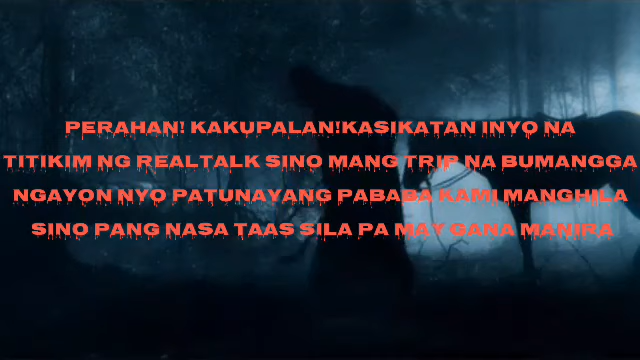 PERAHAN! KAKUPALAN!KASIKATAN INYO NA
TITIKIM NG REALTALK SINO MANG TRIP NA BUMANGGA
NGAYON NYO PATUNAYANG PABABA KAMI MANGHILA
SINO PANG NASA TAAS SILA PA MAY GANA MANIRA